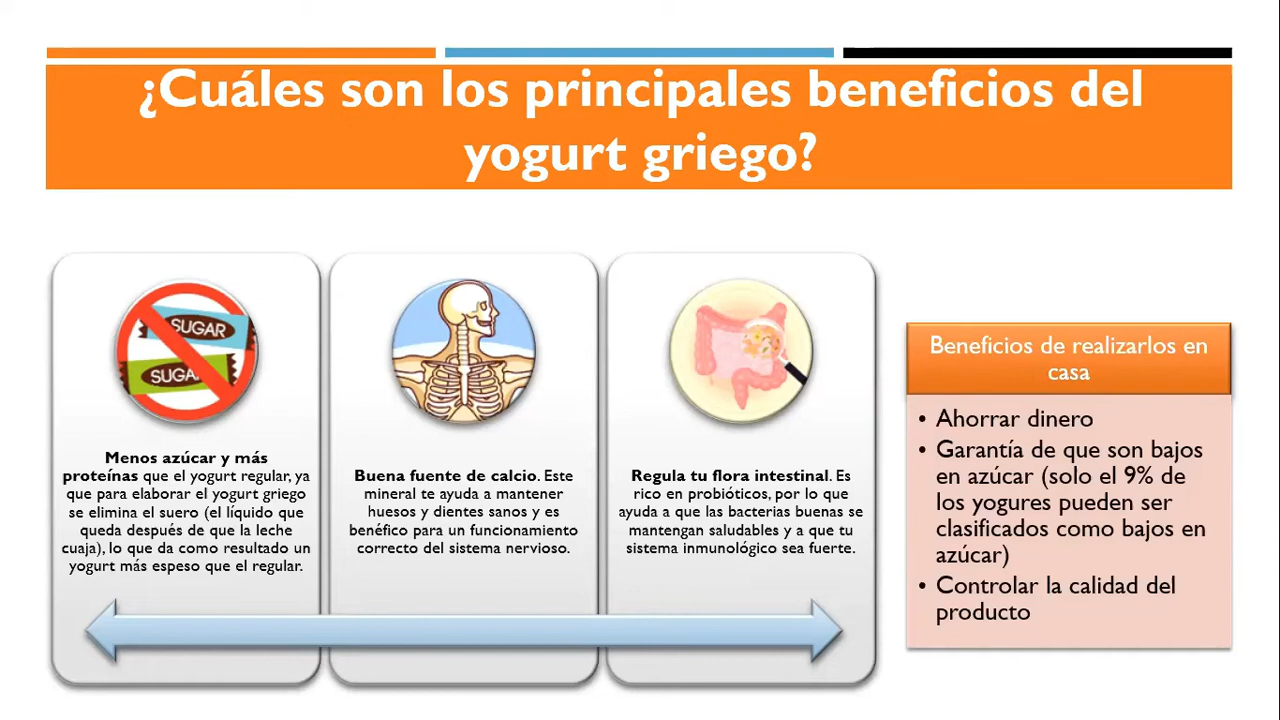 ¿Cuáles son los principales beneficios del
yogurt griego?
SUGAR
SUGA
Menos azúcar y más
proteínas que el yogurt regular, ya
que para elaborar el yogurt griego
se elimina el suero (el líquido que
queda después de que la leche
cuaja), lo que da como resultado un
yogurt más espeso que el regular.
Buena fuente de calcio. Este
mineral te ayuda a mantener
huesos y dientes sanos y es
benéfico para un funcionamiento
correcto del sistema nervioso.
Regula tu flora intestinal. Es
rico en probióticos, por lo que
ayuda a que las bacterias buenas se
mantengan saludables y a que tu
sistema inmunológico sea fuerte.
Beneficios de realizarlos en
casa
• Ahorrar dinero
• Garantía de que son bajos
en azúcar (solo el 9% de
los yogures pueden ser
clasificados como bajos en
azúcar)
• Controlar la calidad del
producto